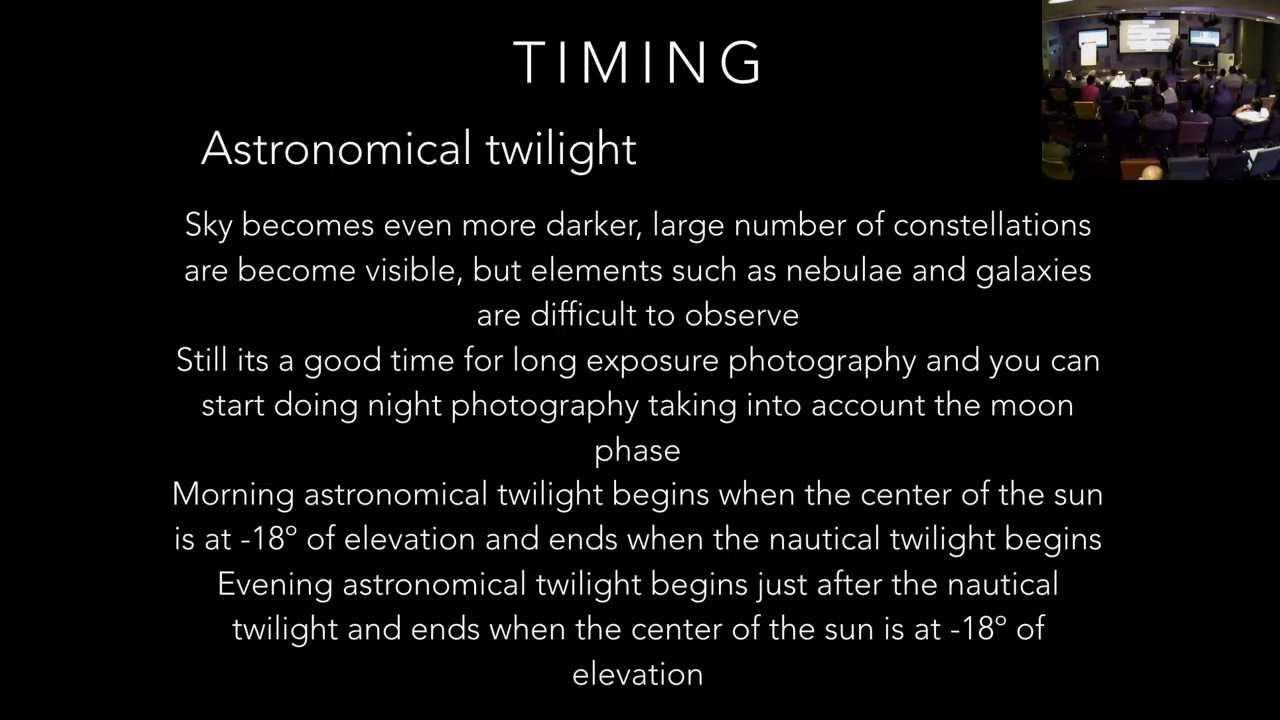 TIMING
Astronomical twilight
Sky becomes even more darker, large number of constellations
are become visible, but elements such as nebulae and galaxies
are difficult to observe
Still its a good time for long exposure photography and you can
start doing night photography taking into account the moon
phase
Morning astronomical twilight begins when the center of the sun
is at -18º of elevation and ends when the nautical twilight begins
Evening astronomical twilight begins just after the nautical
twilight and ends when the center of the sun is at -18º of
elevation